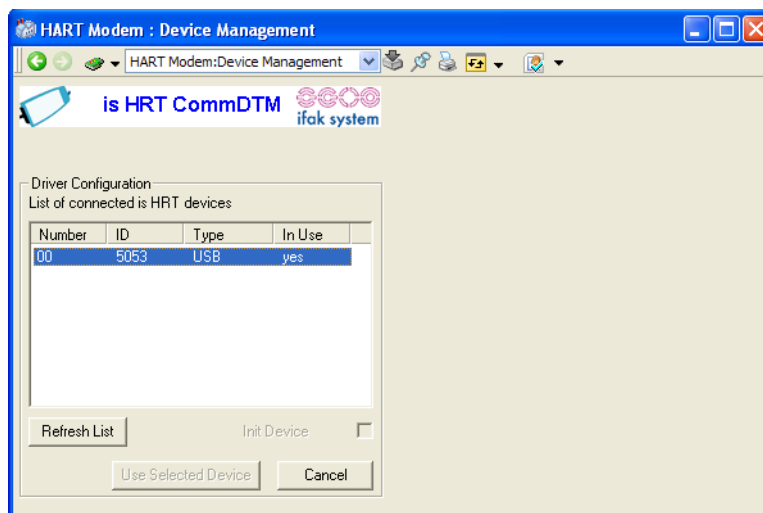 HART Modem : Device Management
HART Modem:Device Management
is HRT CommDTM
ifak system
Driver Configuration
List of connected is HRT devices
Number ID Type In Use
00 5053 USB yes
Refresh List Init Device
Use Selected Device Cancel